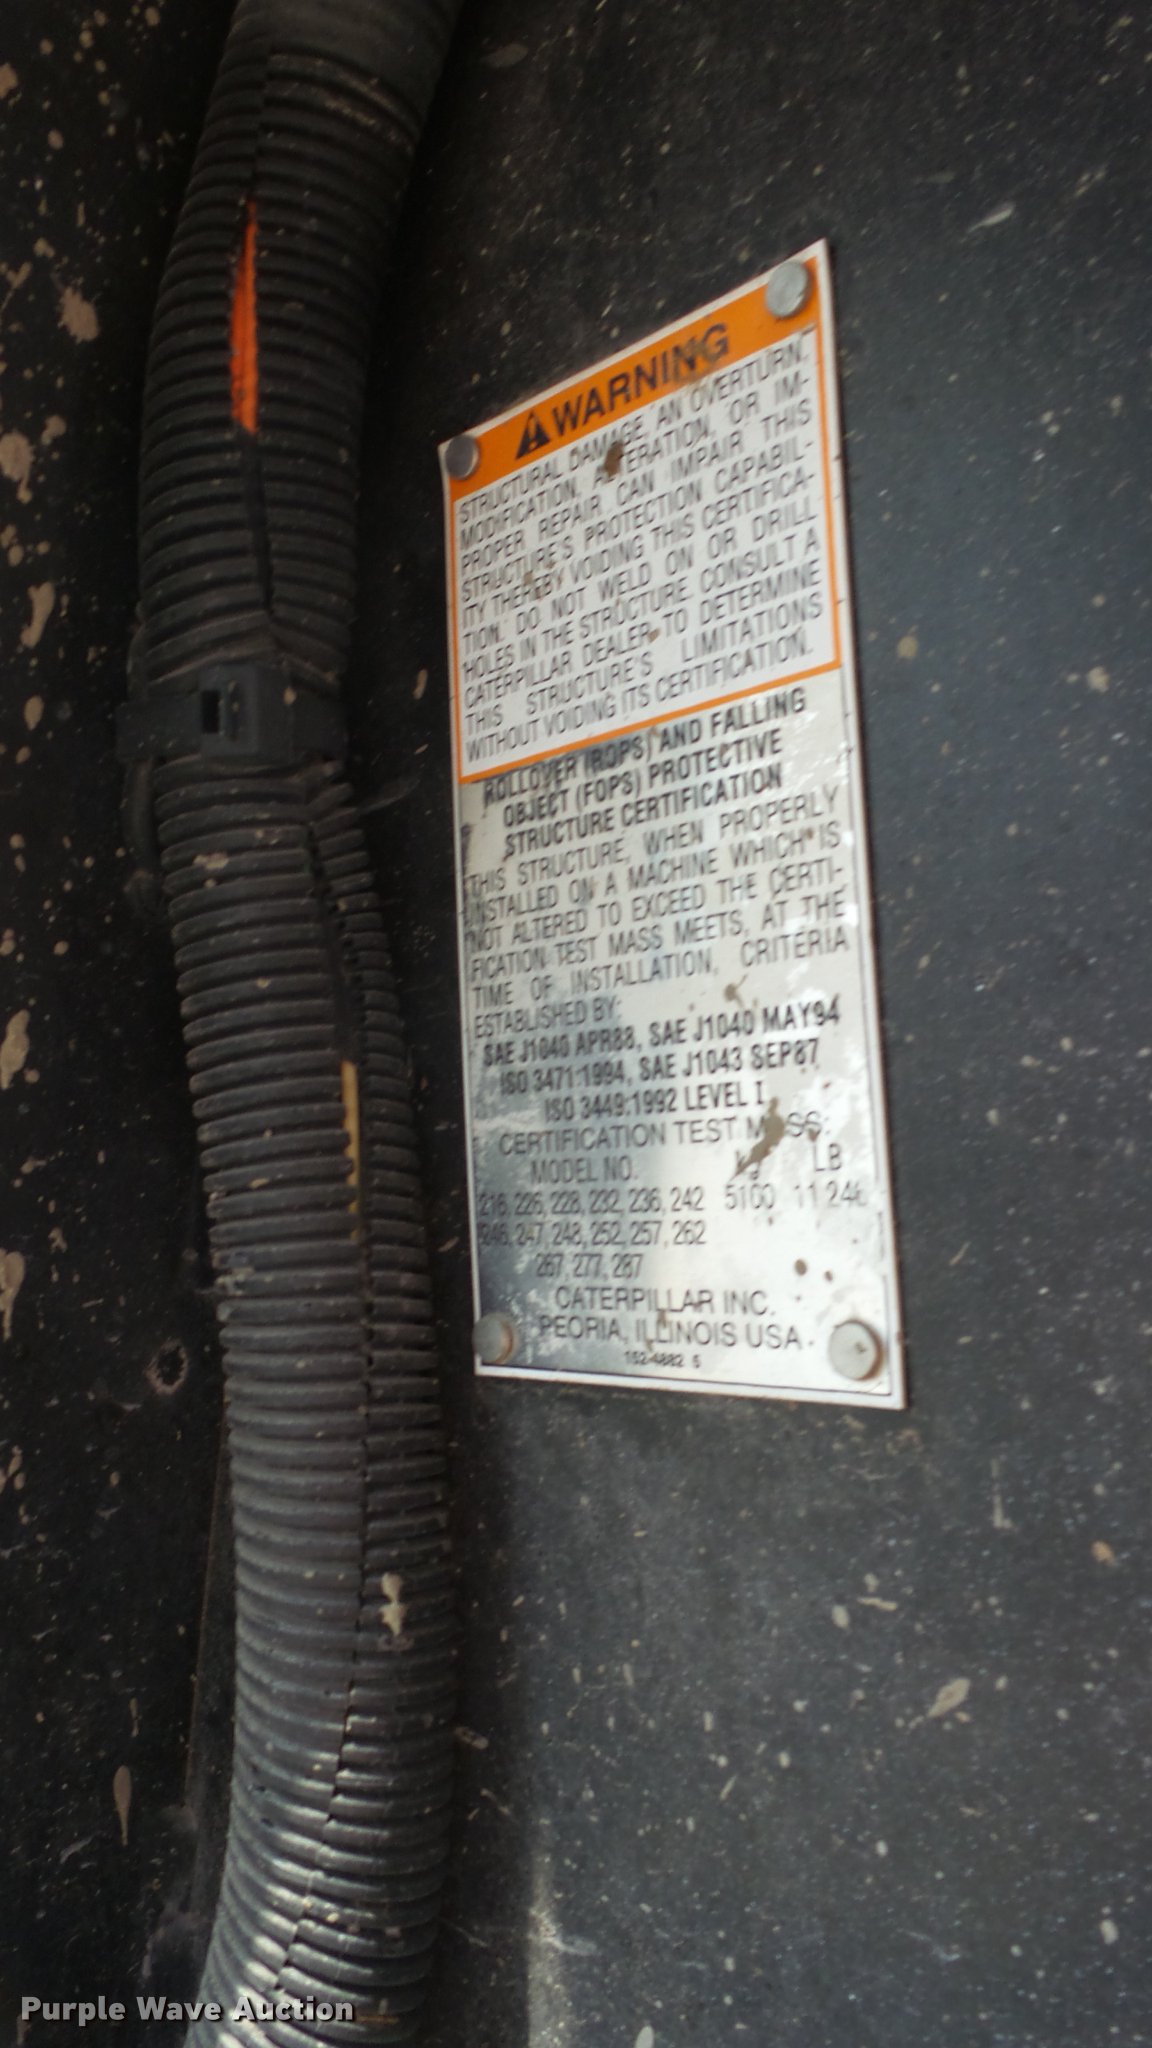 WARNING
STRUCTURAL DAMAGE, AN OVERTURN,
MODIFICATION, ALTERATION, OR IM-
PROPER REPAIR CAN IMPAIR THIS
STRUCTURE'S PROTECTION CAPABIL-
ITY THEREBY VOIDING THIS CERTIFICA-
TION. DO NOT WELD ON OR DRILL
HOLES IN THE STRUCTURE. CONSULT A
CATERPILLAR DEALER TO DETERMINE
THIS STRUCTURE'S LIMITATIONS
WITHOUT VOIDING ITS CERTIFICATION.
ROLLOVER (ROPS) AND FALLING
OBJECT (FOPS) PROTECTIVE
STRUCTURE CERTIFICATION
THIS STRUCTURE, WHEN PROPERLY
INSTALLED ON A MACHINE WHICH IS
NOT ALTERED TO EXCEED THE CERTI-
FICATION TEST MASS MEETS, AT THE
TIME OF INSTALLATION, CRITERIA
ESTABLISHED BY:
SAE J1040 APR88, SAE J1040 MAY94
ISO 3471:1994, SAE J1043 SEP87
ISO 3449:1992 LEVEL I
CERTIFICATION TEST MASS:
MODEL NO. kg LB
216, 226, 228, 232, 236, 242 5100 11 246
246, 247, 248, 252, 257, 262
267, 277, 287
CATERPILLAR INC.
PEORIA, ILLINOIS USA
152-4882 5
Purple Wave Auction